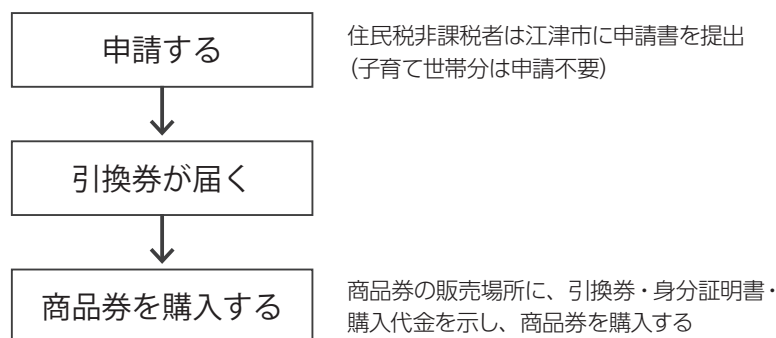 申請する
住民税非課税者は江津市に申請書を提出
(子育て世帯分は申請不要)
引換券が届く
商品券を購入する
商品券の販売場所に、引換券・身分証明書・
購入代金を示し、商品券を購入する